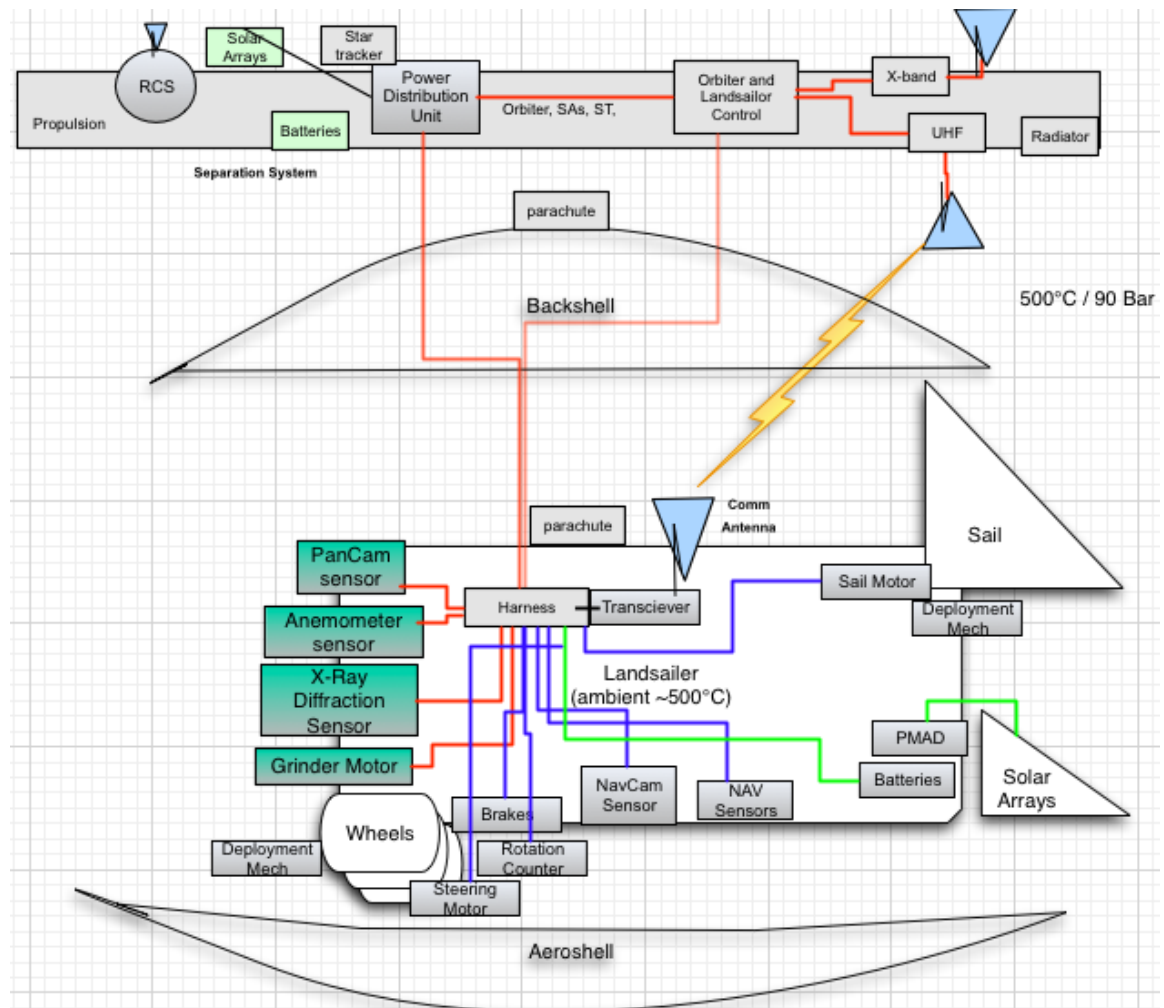 Solar
Arrays
Star
tracker
RCS
Power
Distribution
Unit
Orbiter and
Landsailor
Control
X-band
Orbiter, SAs, ST,
Propulsion
Batteries
UHF
Radiator
Separation System
parachute
Backshell
500°C / 90 Bar
Comm
Antenna
parachute
Sail
PanCam
sensor
Sail Motor
Harness
Transciever
Deployment
Mech
Anemometer
sensor
Landsailer
(ambient ~500°C)
X-Ray
Diffraction
Sensor
PMAD
Grinder Motor
Batteries
Solar
Arrays
NavCam
Sensor
NAV
Sensors
Brakes
Wheels
Deployment
Mech
Rotation
Counter
Steering
Motor
Aeroshell